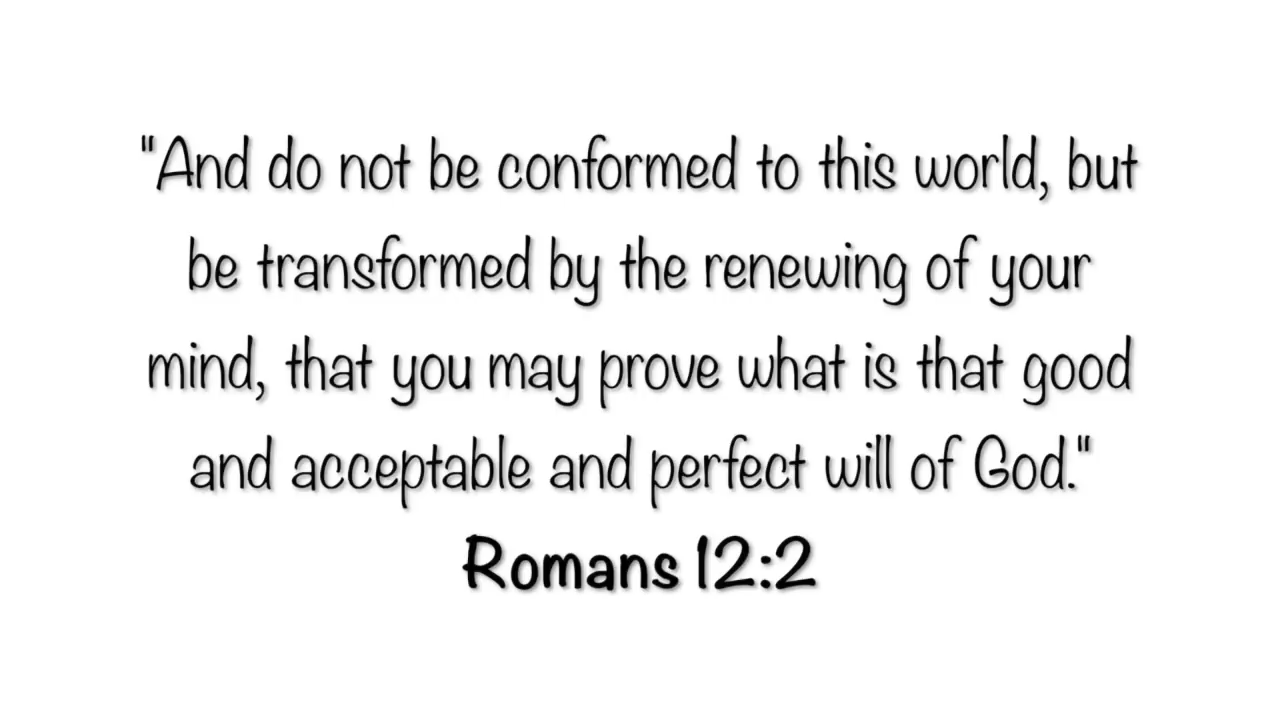 "And do not be conformed to this world, but
be transformed by the renewing of your
mind, that you may prove what is that good
and acceptable and perfect will of God."
Romans 12:2